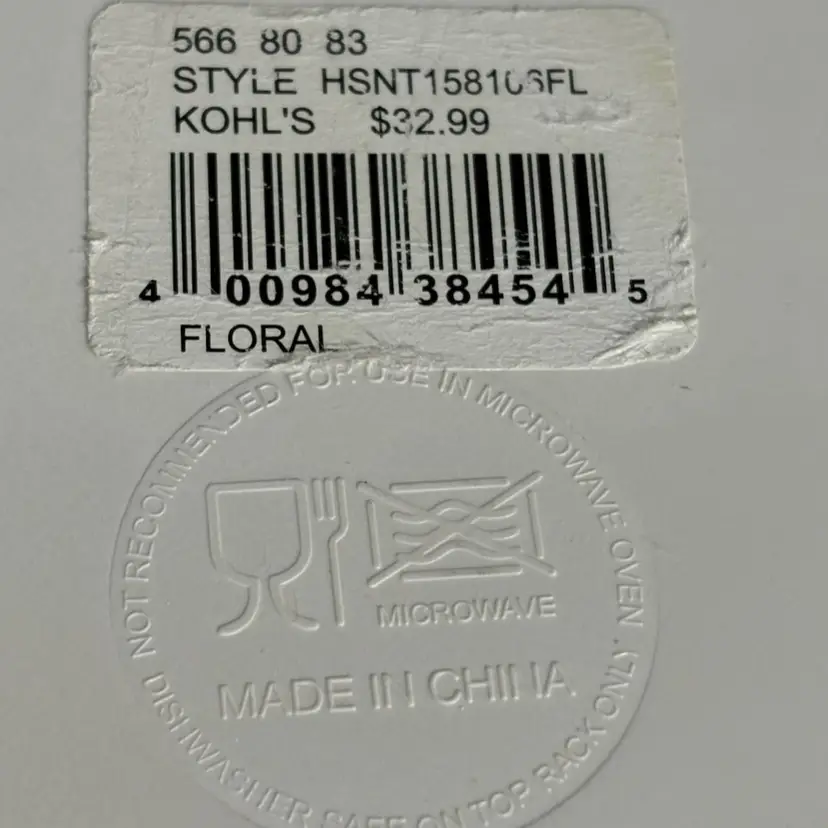 566 80 83
STYLE HSNT158106FL
KOHL'S $32.99
4 00984 38454 5
FLORAL
NOT RECOMMENDED FOR USE IN MICROWAVE OVEN.
MICROWAVE
MADE IN CHINA
DISHWASHER SAFE ON TOP RACK ONLY